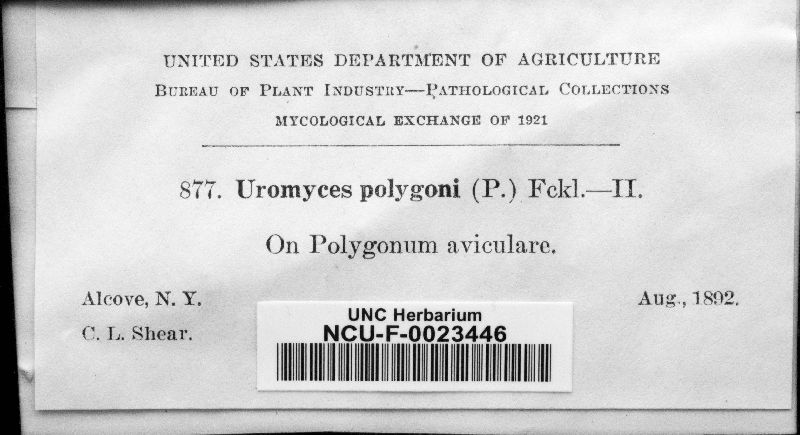 UNITED STATES DEPARTMENT OF AGRICULTURE
BUREAU OF PLANT INDUSTRY—PATHOLOGICAL COLLECTIONS
MYCOLOGICAL EXCHANGE OF 1921
877. Uromyces polygoni (P.) Fckl.—II.
On Polygonum aviculare.
Alcove, N. Y.
Aug., 1892.
C. L. Shear.
UNC Herbarium
NCU-F-0023446